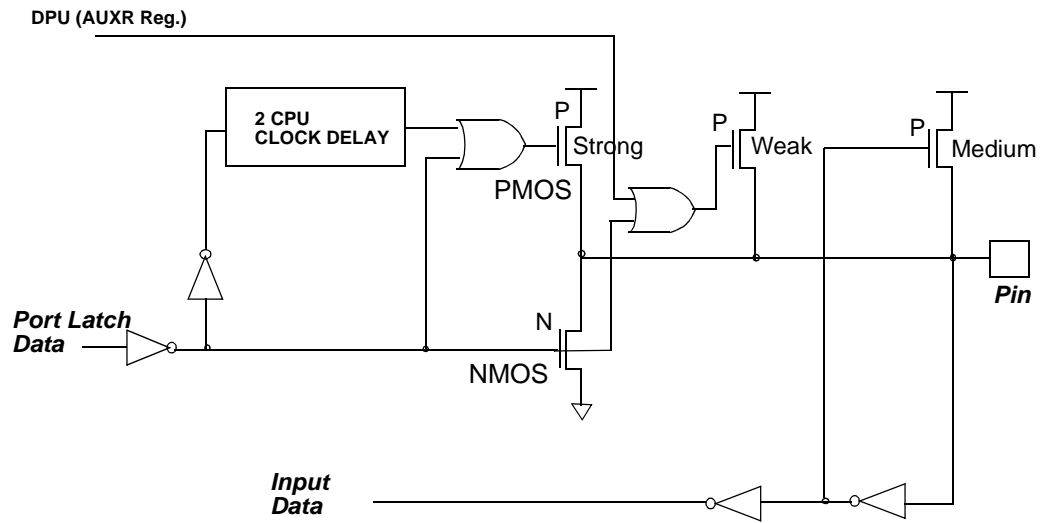 DPU (AUXR Reg.)
2 CPU
CLOCK DELAY
P
Strong
PMOS
P
Weak
P
Medium
Pin
Port Latch
Data
N
NMOS
Input
Data